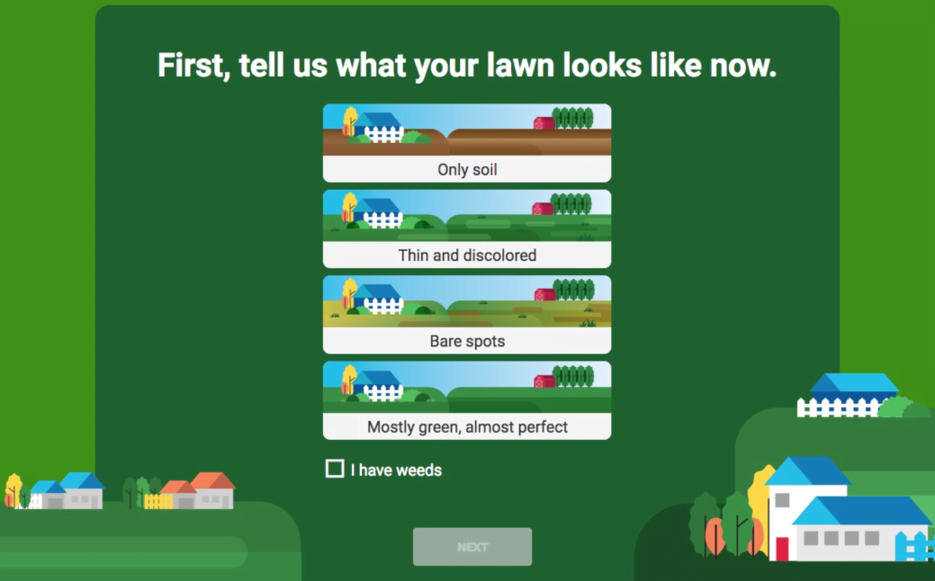 First, tell us what your lawn looks like now.
Only soil
Thin and discolored
Bare spots
Mostly green, almost perfect
I have weeds
NEXT